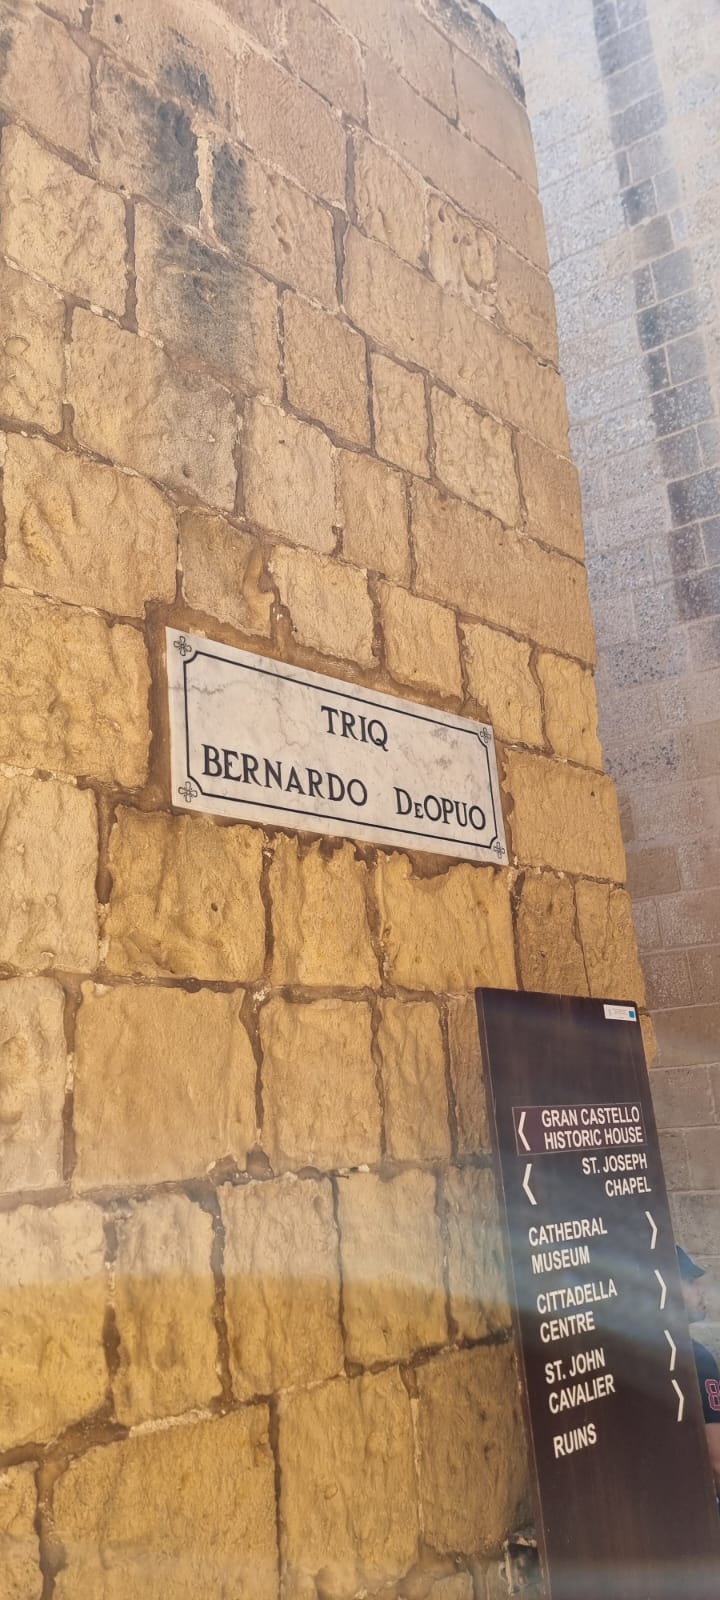 TRIQ
BERNARDO DeOPUO
GRAN CASTELLO
HISTORIC HOUSE
ST. JOSEPH
CHAPEL
CATHEDRAL
MUSEUM
CITTADELLA
CENTRE
ST. JOHN
CAVALIER
RUINS